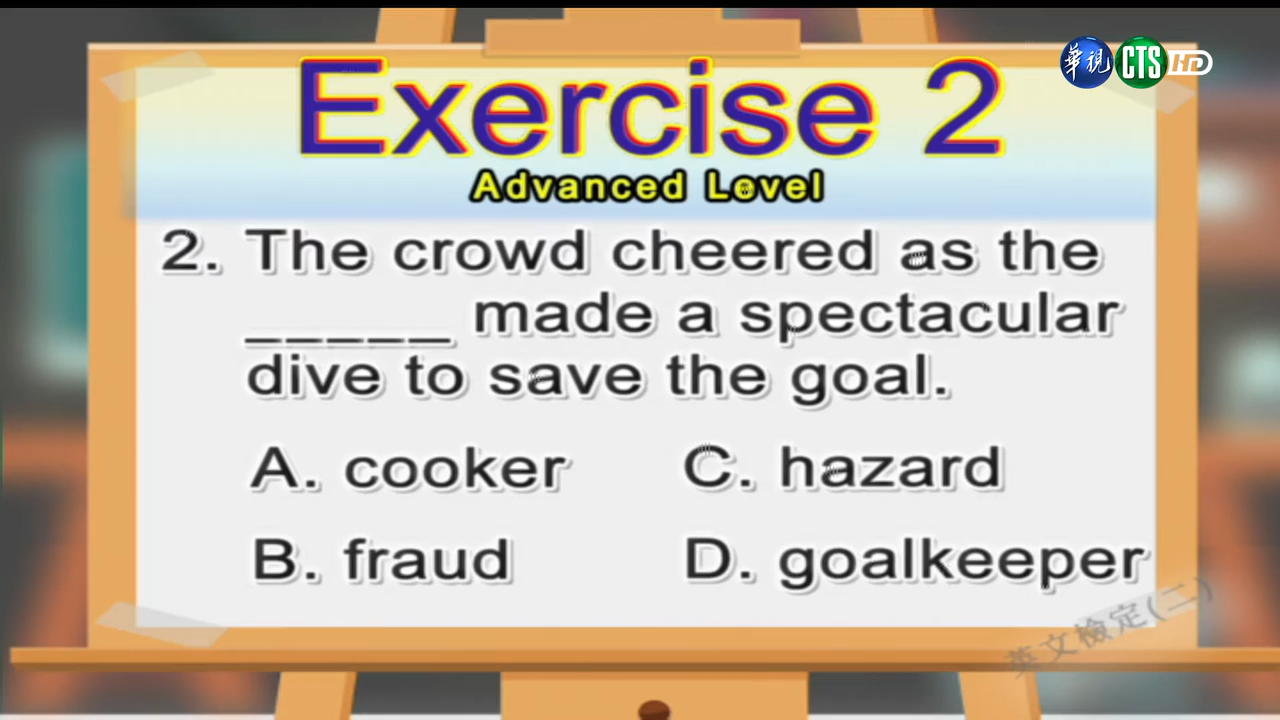 華視 CTS HD
Exercise 2
Advanced Level
2. The crowd cheered as the
_____ made a spectacular
dive to save the goal.
A. cooker C. hazard
B. fraud D. goalkeeper
英文檢定(二)